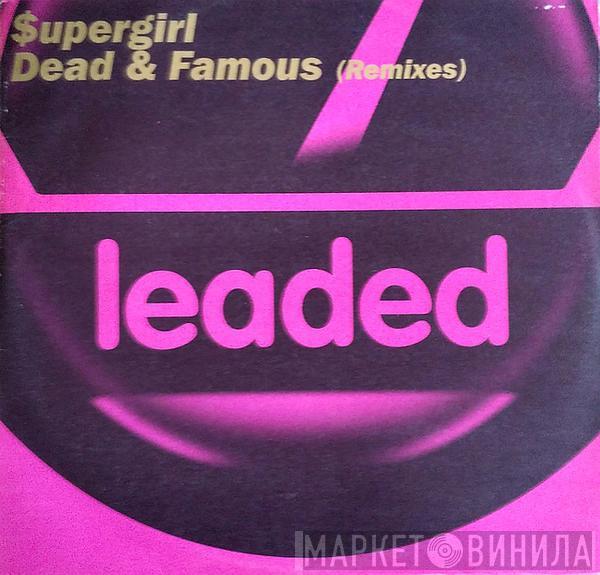 $upergirl
Dead & Famous (Remixes)
leaded
МАРКЕТ ВИНИЛА